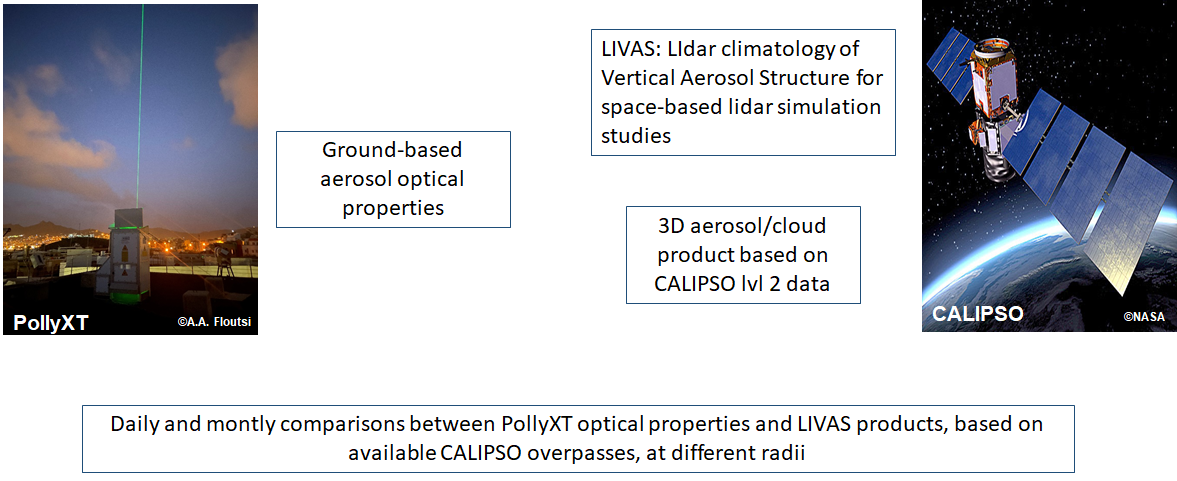 LIVAS: LIdar climatology of
Vertical Aerosol Structure for
space-based lidar simulation
studies
Ground-based
aerosol optical
properties
3D aerosol/cloud
product based on
CALIPSO lvl 2 data
PollyXT
©A.A. Floutsi
CALIPSO
©NASA
Daily and montly comparisons between PollyXT optical properties and LIVAS products, based on
available CALIPSO overpasses, at different radii